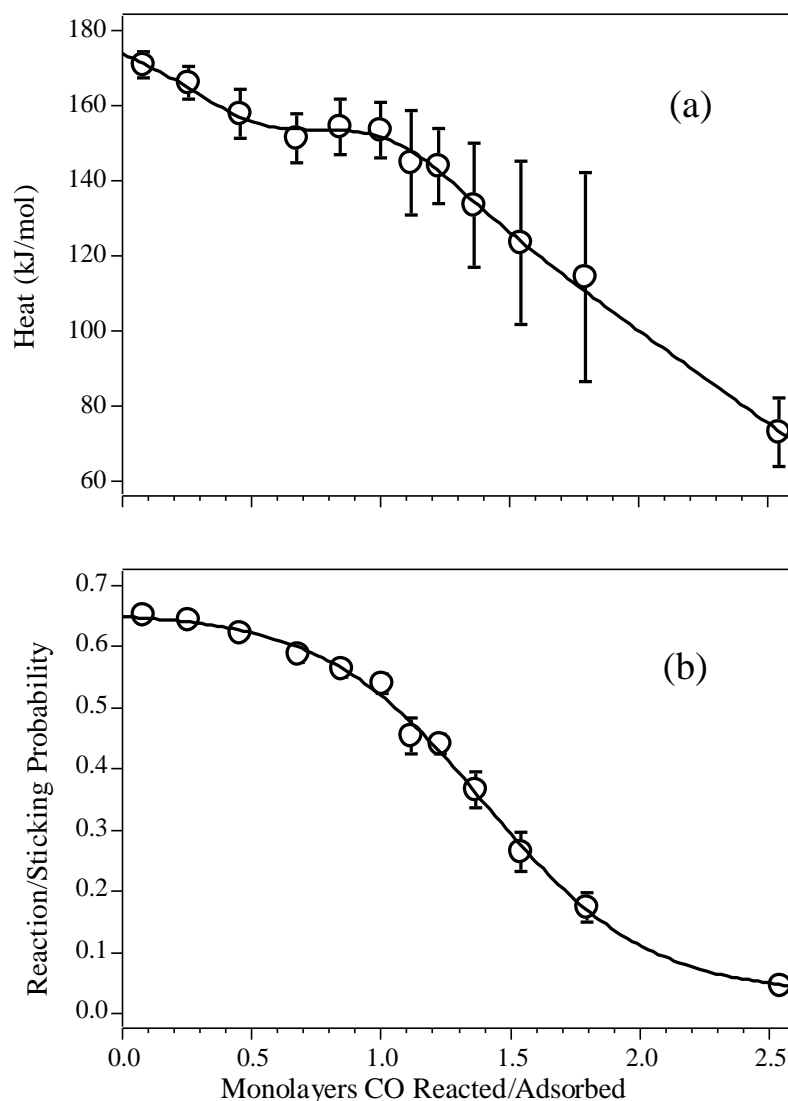 180
160
140
120
100
80
60
Heat (kJ/mol)
(a)
0.7
0.6
0.5
0.4
0.3
0.2
0.1
0.0
Reaction/Sticking Probability
(b)
0.0 0.5 1.0 1.5 2.0 2.5
Monolayers CO Reacted/Adsorbed